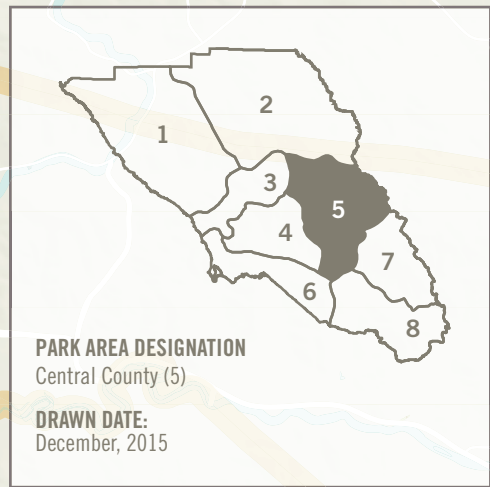 1
2
3
5
4
7
6
8
PARK AREA DESIGNATION
Central County (5)
DRAWN DATE:
December, 2015